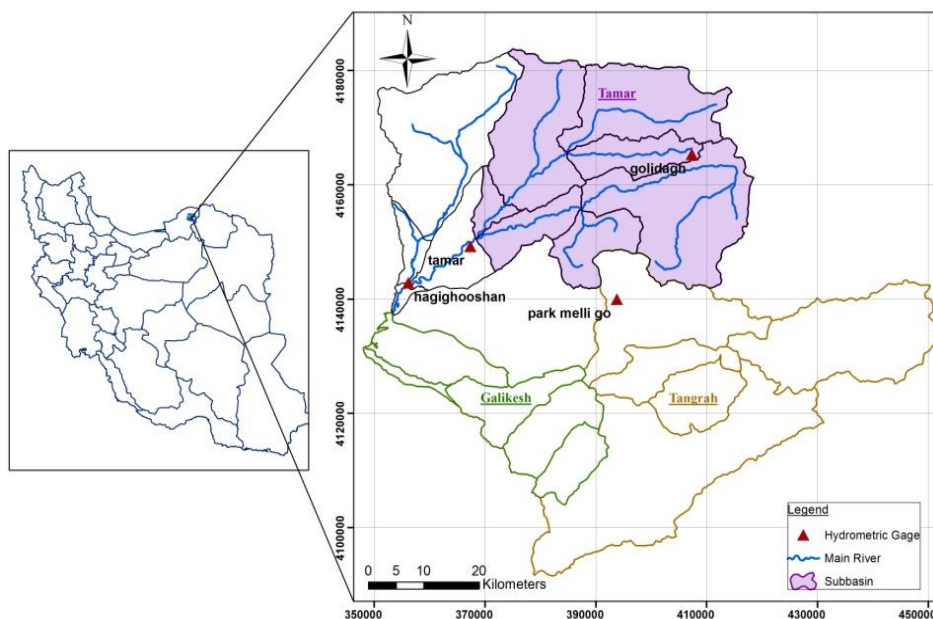 N
4180000
4160000
4140000
4120000
4100000
Tamar
golidagh
tamar
hagighooshan
park melli go
Galikesh
Tangrah
Legend
Hydrometric Gage
Main River
Subbasin
0 5 10 20
Kilometers
350000 370000 390000 410000 430000 450000